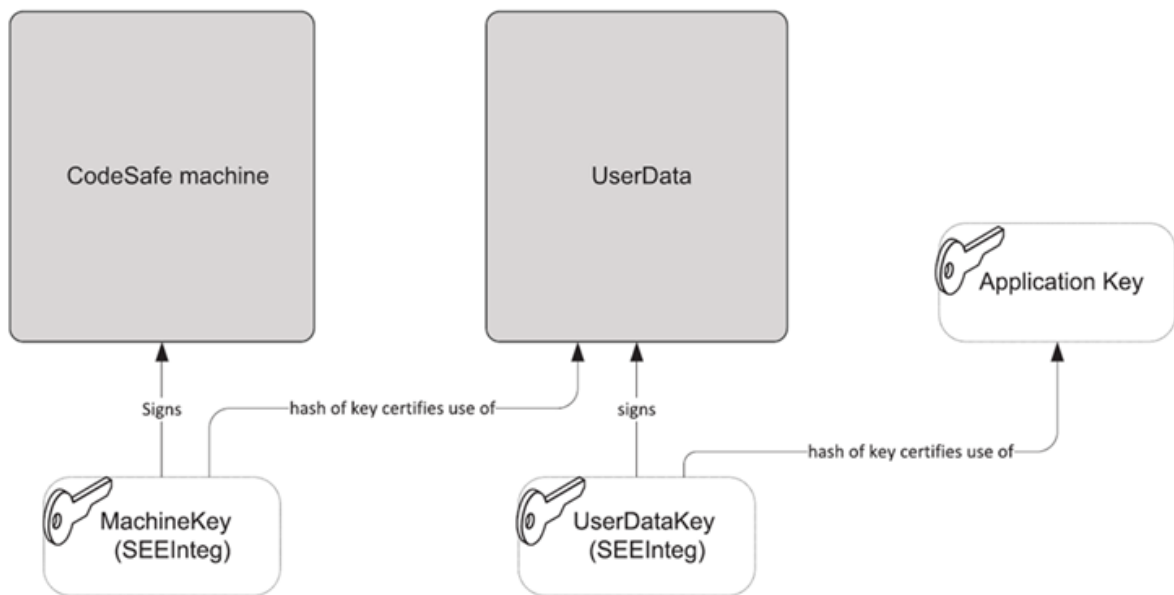 CodeSafe machine
UserData
Application Key
Signs
hash of key certifies use of
signs
hash of key certifies use of
MachineKey
(SEEInteg)
UserDataKey
(SEEInteg)